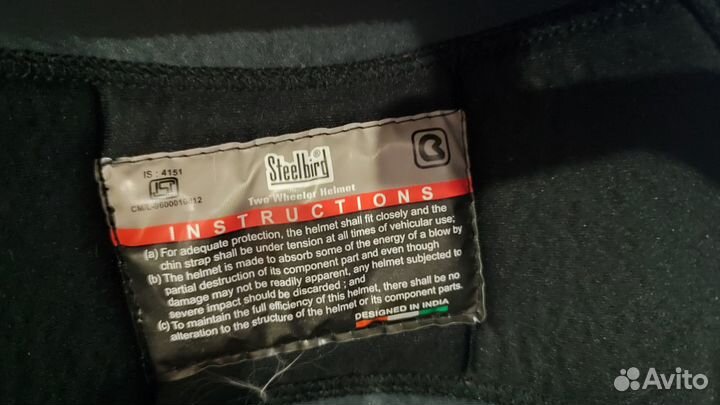 IS : 4151
ISI
Steelbird
Two Wheeler Helmet
INSTRUCTIONS
(a) For adequate protection, the helmet shall fit closely and the
chin strap shall be under tension at all times of vehicular use;
(b) The helmet is made to absorb some of the energy of a blow by
partial destruction of its component part and even though
damage may not be readily apparent, any helmet subjected to
severe impact should be discarded ; and
(c) To maintain the full efficiency of this helmet, there shall be no
alteration to the structure of the helmet or its component parts.
DESIGNED IN INDIA
Avito